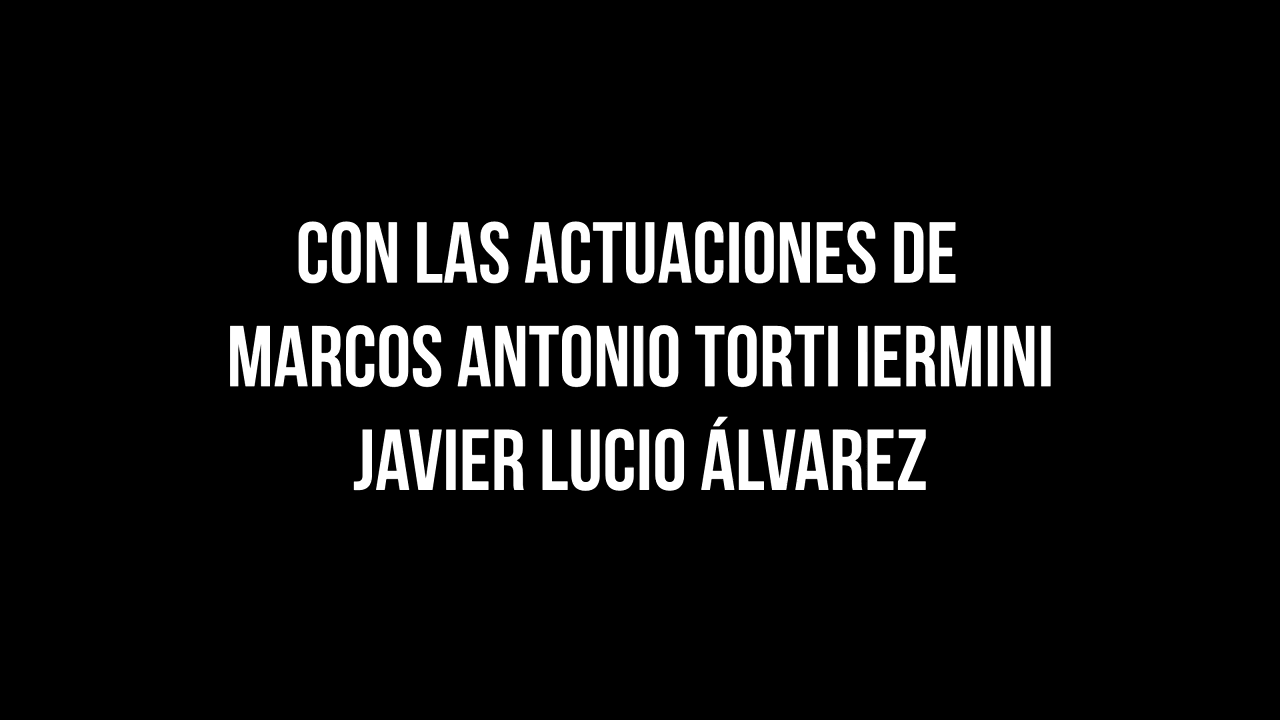 CON LAS ACTUACIONES DE
MARCOS ANTONIO TORTI IERMINI
JAVIER LUCIO ÁLVAREZ